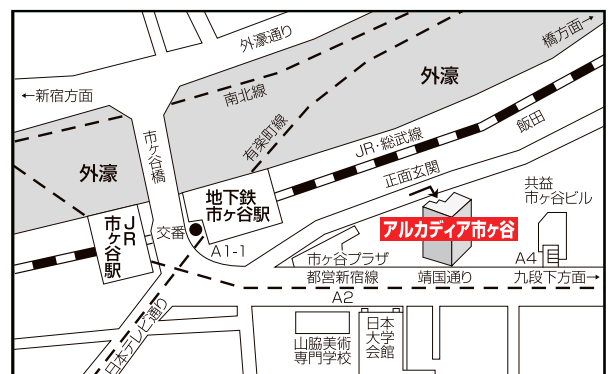 外濠通り
橋方面→
←新宿方面
南北線
外濠
有楽町線
市ヶ谷橋
JR・総武線
飯田
外濠
正面玄関
共益
市ヶ谷ビル
地下鉄
市ヶ谷駅
JR
市ヶ谷駅
交番
アルカディア市ヶ谷
A1-1
市ヶ谷プラザ
A4
都営新宿線
靖国通り
九段下方面→
A2
日本テレビ通り
山脇美術
専門学校
日本
大学
会館